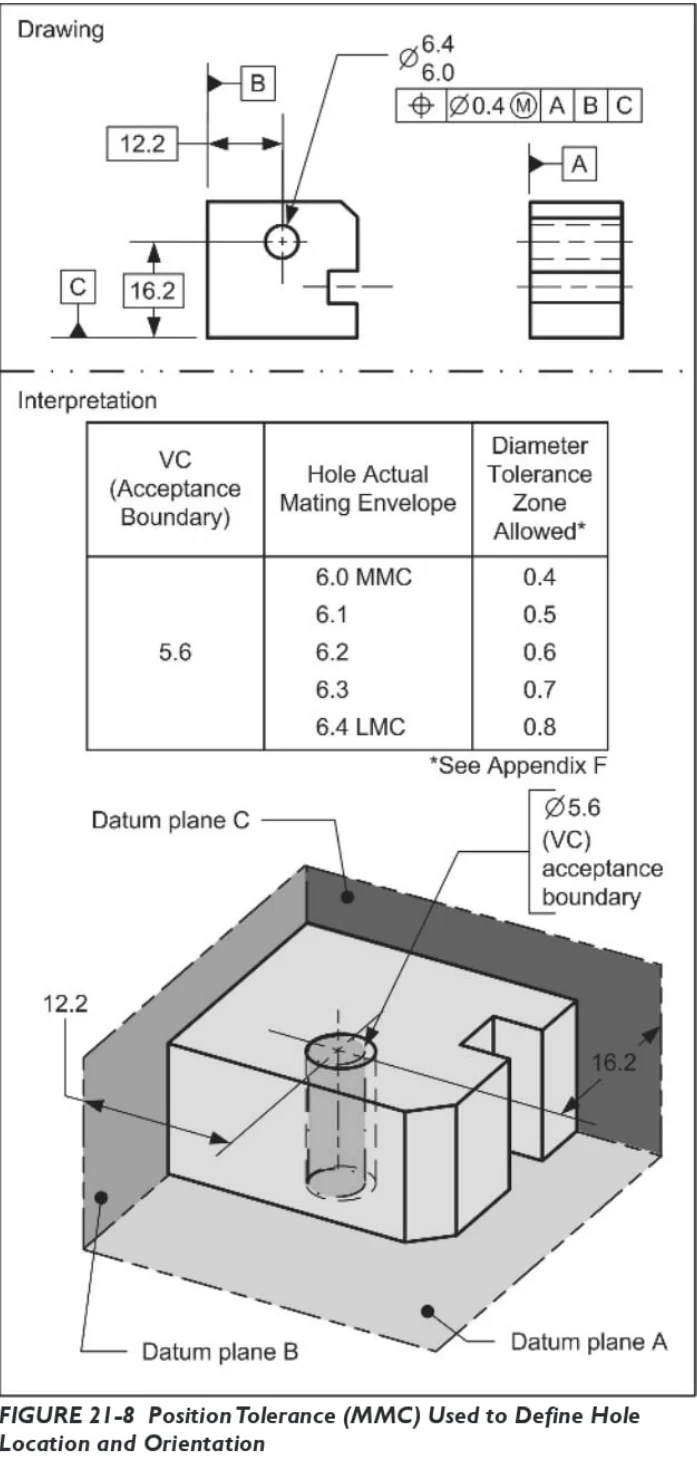 Drawing
⌀ 6.4
6.0
⌖ ⌀0.4 Ⓜ A B C
B
12.2
A
C
16.2
Interpretation
VC
(Acceptance
Boundary)
Hole Actual
Mating Envelope
Diameter
Tolerance
Zone
Allowed*
5.6
6.0 MMC 0.4
6.1 0.5
6.2 0.6
6.3 0.7
6.4 LMC 0.8
*See Appendix F
Datum plane C
⌀5.6
(VC)
acceptance
boundary
12.2
16.2
Datum plane B
Datum plane A
FIGURE 21-8 Position Tolerance (MMC) Used to Define Hole
Location and Orientation